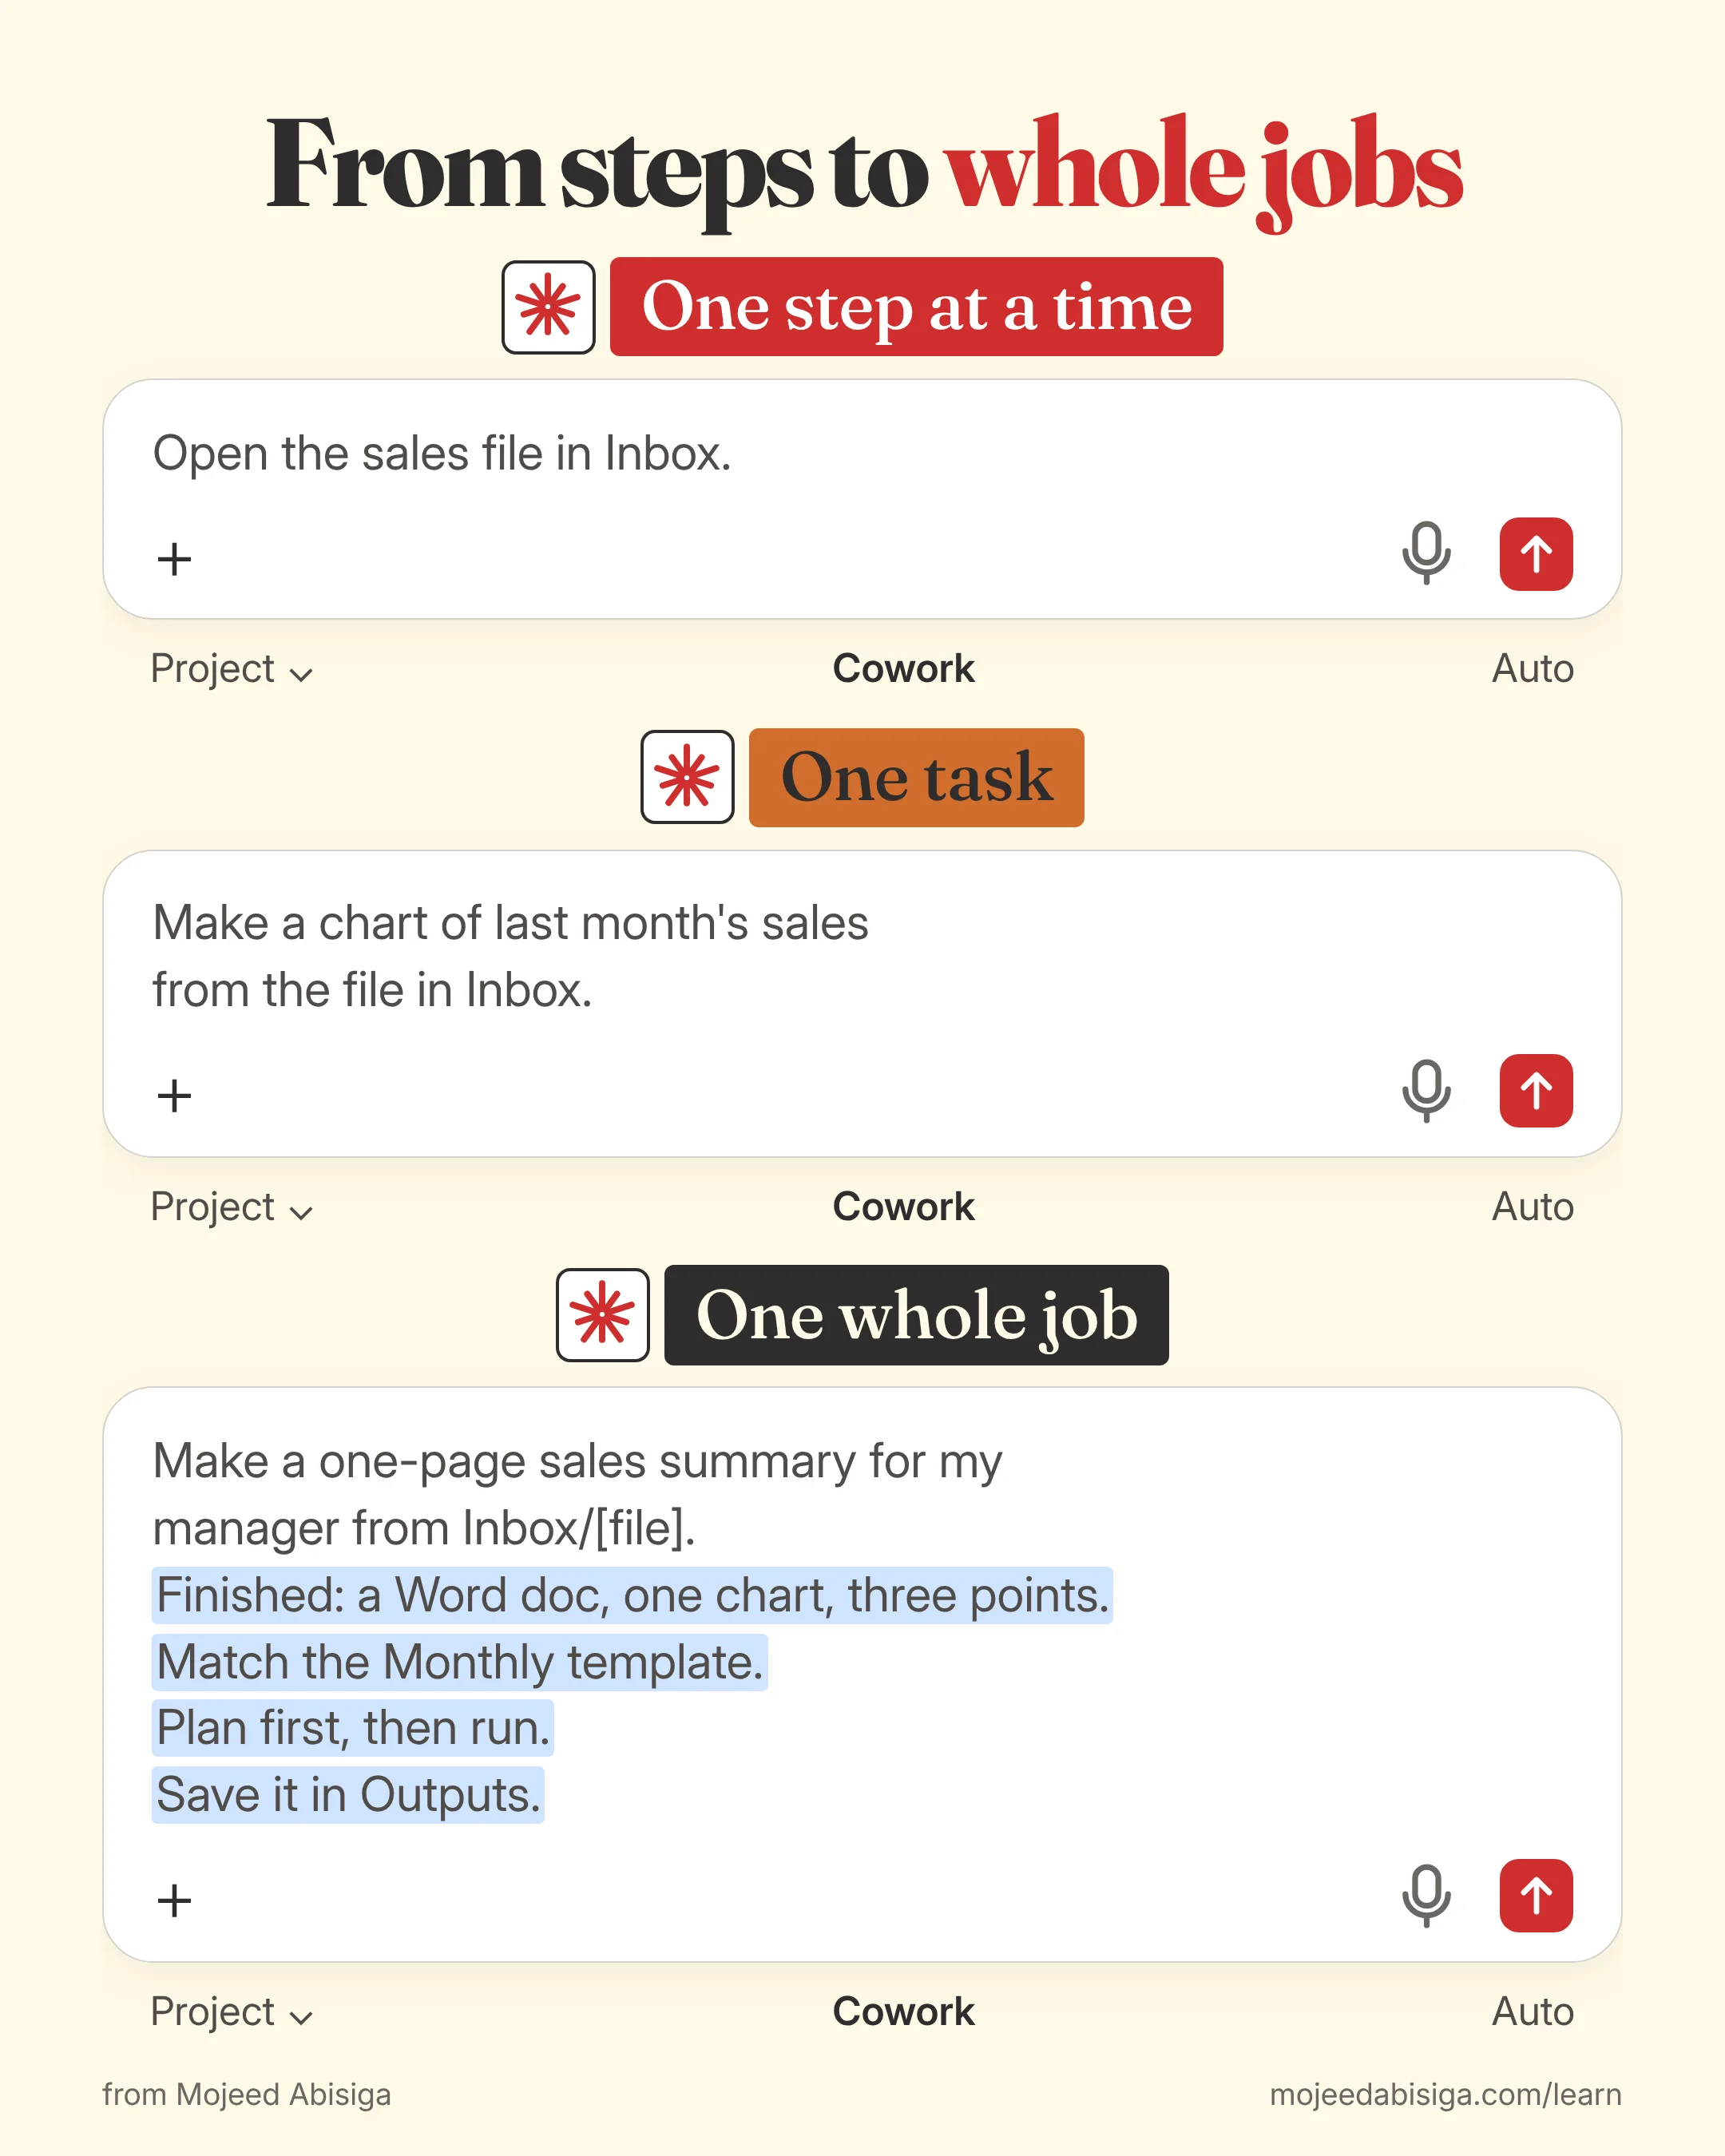 From steps to whole jobs
One step at a time
Open the sales file in Inbox.
Project
Cowork
Auto
One task
Make a chart of last month's sales
from the file in Inbox.
Project
Cowork
Auto
One whole job
Make a one-page sales summary for my
manager from Inbox/[file].
Finished: a Word doc, one chart, three points.
Match the Monthly template.
Plan first, then run.
Save it in Outputs.
Project
Cowork
Auto
from Mojeed Abisiga
mojeedabisiga.com/learn